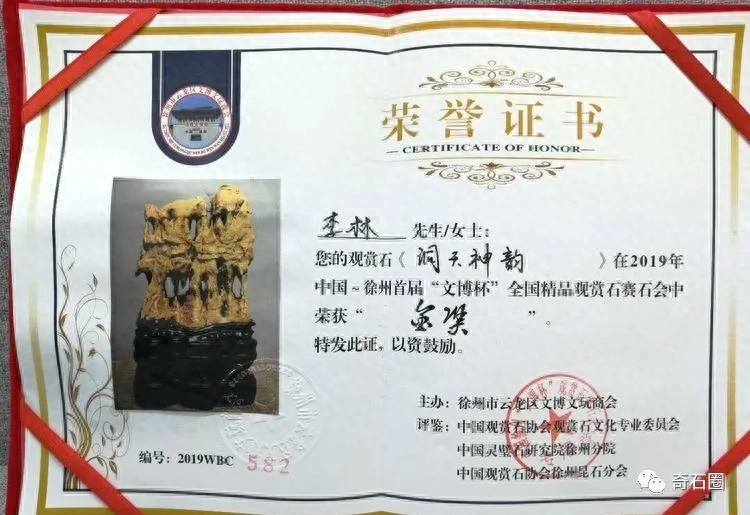 荣誉证书
CERTIFICATE OF HONOR
李林 先生/女士:
您的观赏石《洞天神韵》在2019年
中国~徐州首届“文博杯”全国精品观赏石赛石会中
荣获“金奖”。
特发此证，以资鼓励。
主办: 徐州市云龙区文博文玩商会
评鉴: 中国观赏石协会观赏石文化专业委员会
中国灵璧石研究院徐州分院
中国观赏石协会徐州昆石分会
编号: 2019WBC 582
奇石圈